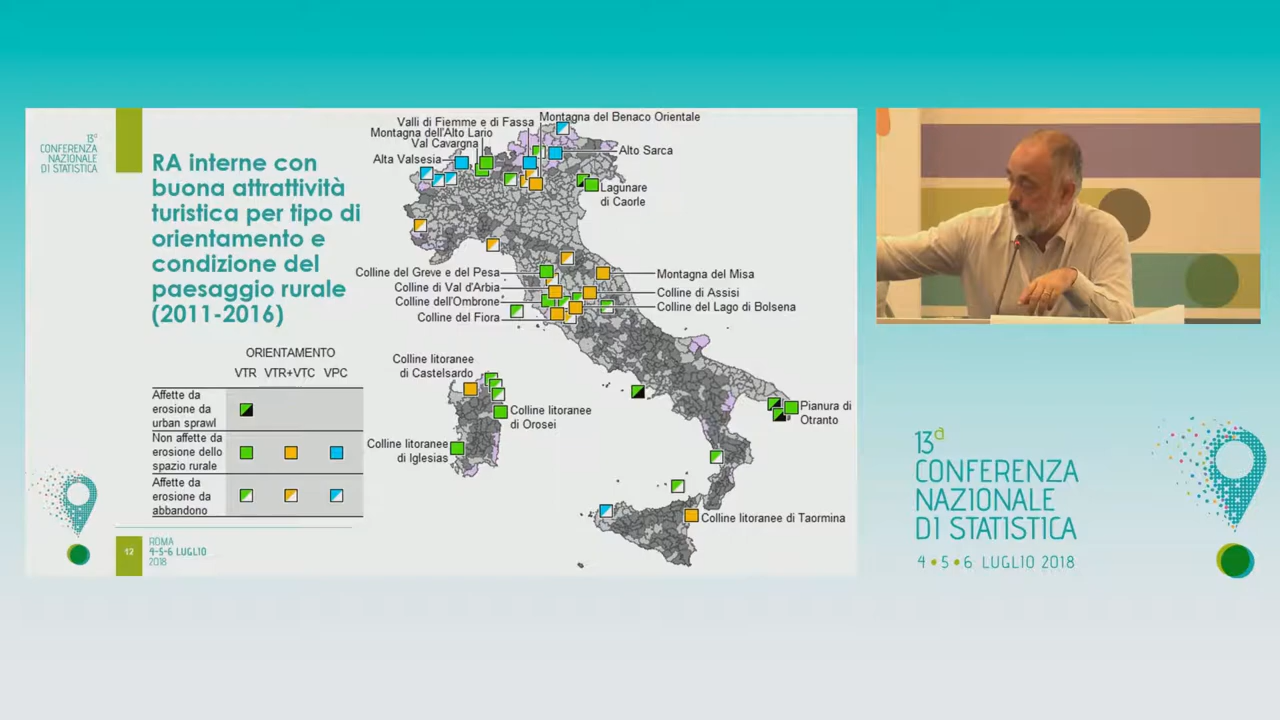 13ª
CONFERENZA
NAZIONALE
DI STATISTICA
RA interne con
buona attrattività
turistica per tipo di
orientamento e
condizione del
paesaggio rurale
(2011-2016)
ORIENTAMENTO
VTR VTR+VTC VPC
Affette da
erosione da
urban sprawl
Non affette da
erosione dello
spazio rurale
Affette da
erosione da
abbandono
12
ROMA
4-5-6 LUGLIO
2018
Montagna del Benaco Orientale
Valli di Fiemme e di Fassa
Montagna dell'Alto Lario
Val Cavargna
Alta Valsesia
Alto Sarca
Lagunare
di Caorle
Colline del Greve e del Pesa
Montagna del Misa
Colline di Val d'Arbia
Colline di Assisi
Colline dell'Ombrone
Colline del Lago di Bolsena
Colline del Fiora
Colline litoranee
di Castelsardo
Colline litoranee
di Orosei
Colline litoranee
di Iglesias
Pianura di
Otranto
Colline litoranee di Taormina
13ª
CONFERENZA
NAZIONALE
DI STATISTICA
4•5•6 LUGLIO 2018